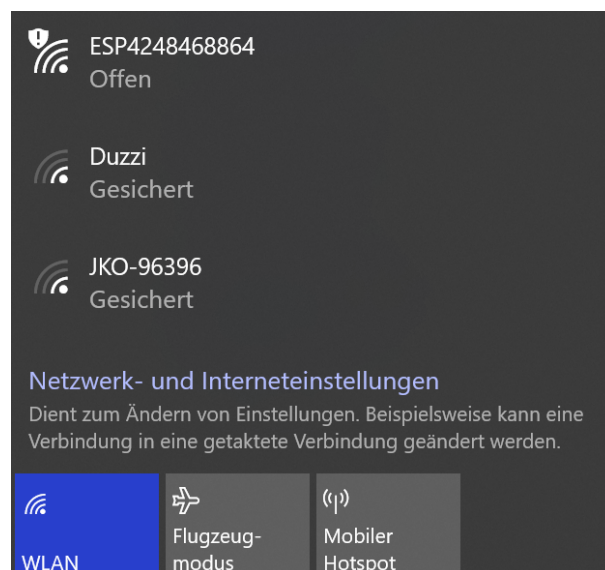 ESP4248468864
Offen
Duzzi
Gesichert
JKO-96396
Gesichert
Netzwerk- und Interneteinstellungen
Dient zum Ändern von Einstellungen. Beispielsweise kann eine
Verbindung in eine getaktete Verbindung geändert werden.
WLAN
Flugzeug-
modus
Mobiler
Hotspot